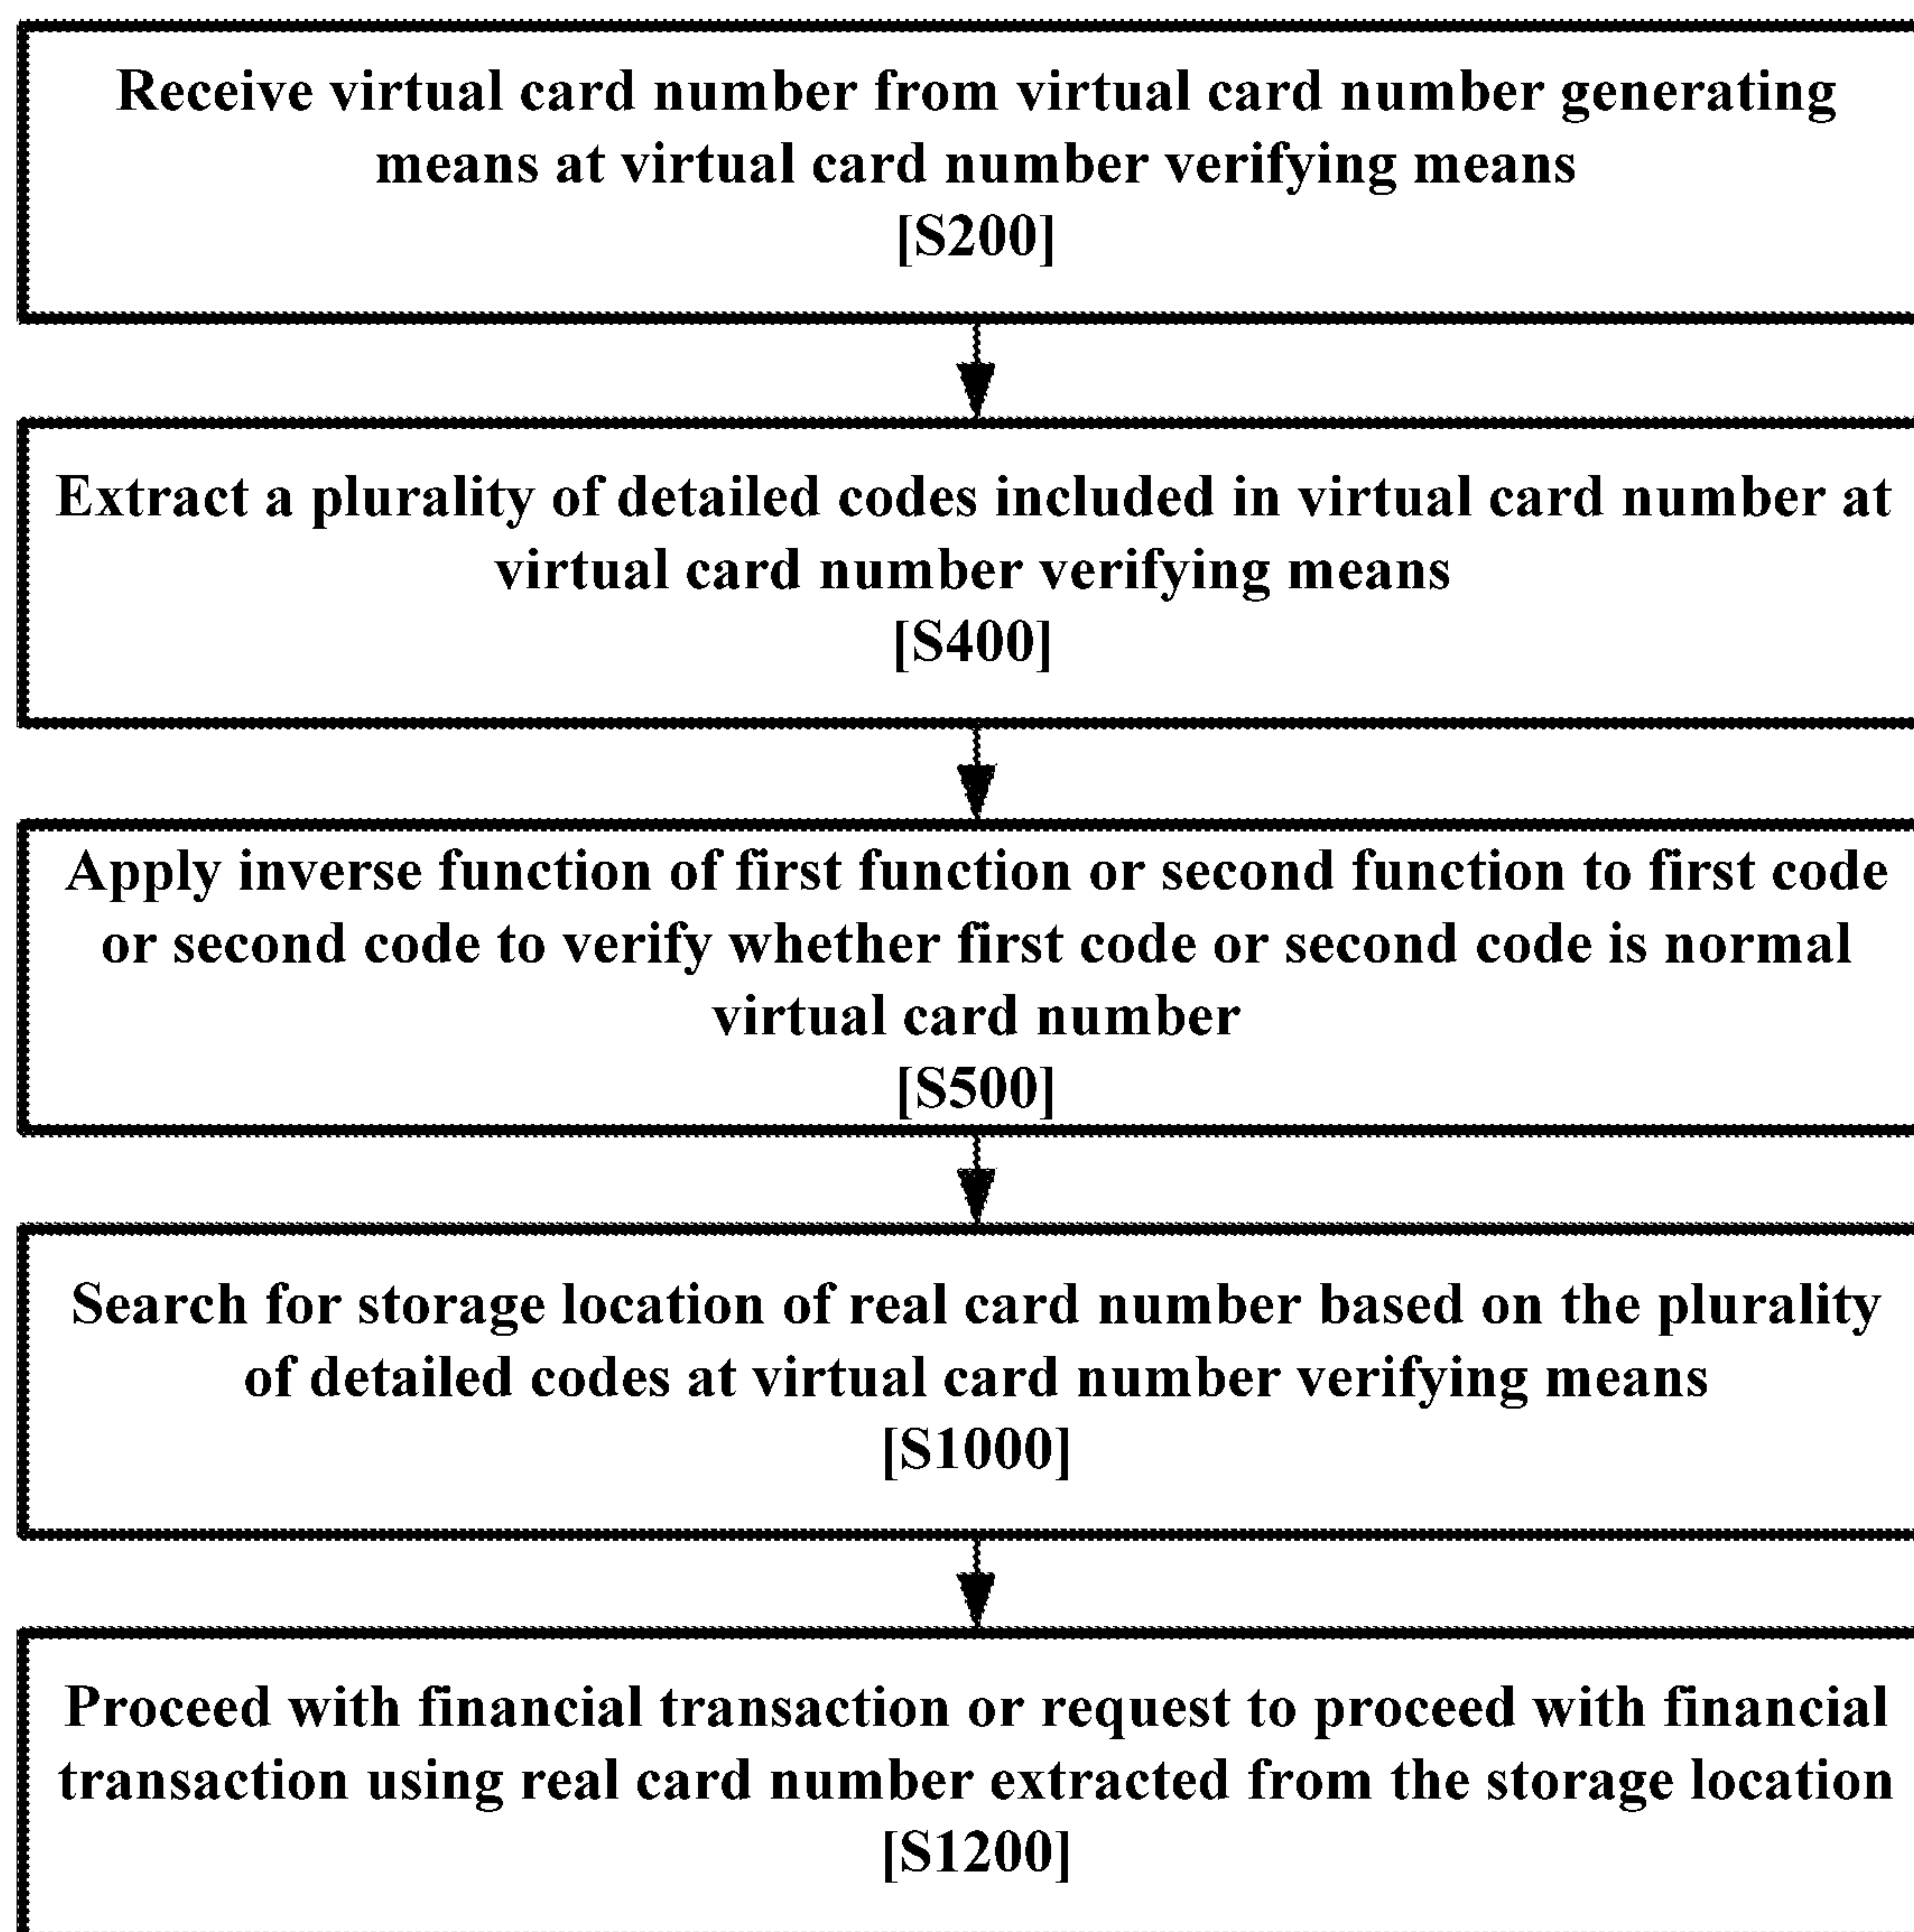 Receive virtual card number from virtual card number generating
means at virtual card number verifying means
[S200]
Extract a plurality of detailed codes included in virtual card number at
virtual card number verifying means
[S400]
Apply inverse function of first function or second function to first code
or second code to verify whether first code or second code is normal
virtual card number
[S500]
Search for storage location of real card number based on the plurality
of detailed codes at virtual card number verifying means
[S1000]
Proceed with financial transaction or request to proceed with financial
transaction using real card number extracted from the storage location
[S1200]